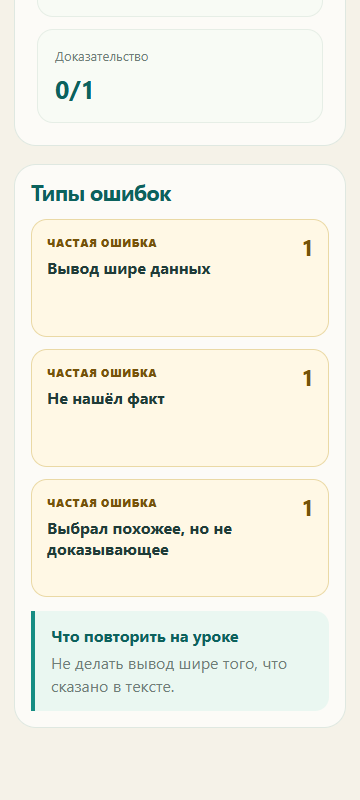 Доказательство
0/1
Типы ошибок
ЧАСТАЯ ОШИБКА
1
Вывод шире данных
ЧАСТАЯ ОШИБКА
1
Не нашёл факт
ЧАСТАЯ ОШИБКА
1
Выбрал похожее, но не
доказывающее
Что повторить на уроке
Не делать вывод шире того, что
сказано в тексте.